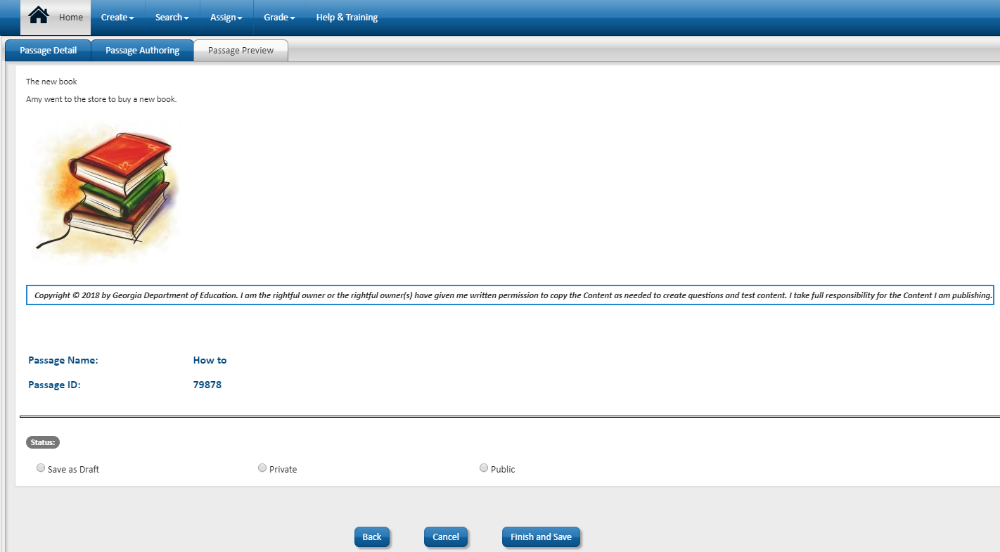 Home Create Search Assign Grade Help & Training
Passage Detail Passage Authoring Passage Preview
The new book
Amy went to the store to buy a new book.
Copyright © 2018 by Georgia Department of Education. I am the rightful owner or the rightful owner(s) have given me written permission to copy the Content as needed to create questions and test content. I take full responsibility for the Content I am publishing.
Passage Name: How to
Passage ID: 79878
Status:
Save as Draft Private Public
Back Cancel Finish and Save